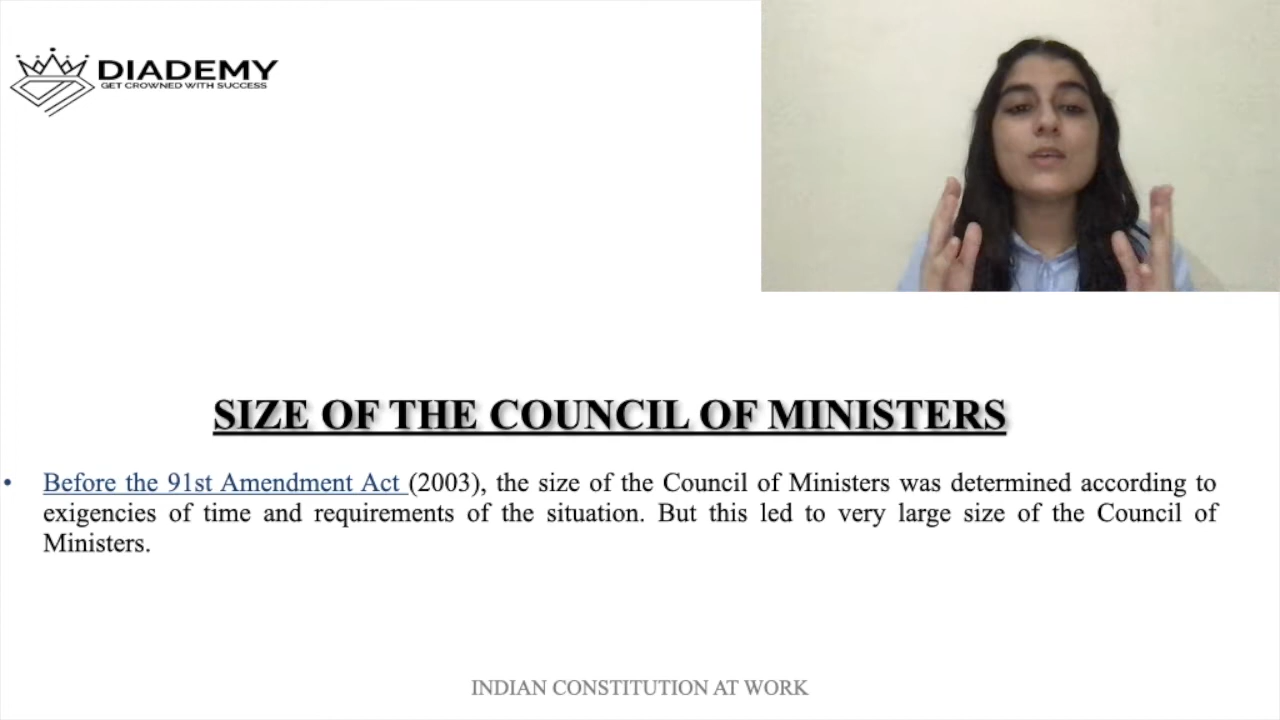 DIADEMY
GET CROWNED WITH SUCCESS
SIZE OF THE COUNCIL OF MINISTERS
• Before the 91st Amendment Act (2003), the size of the Council of Ministers was determined according to
exigencies of time and requirements of the situation. But this led to very large size of the Council of
Ministers.
INDIAN CONSTITUTION AT WORK